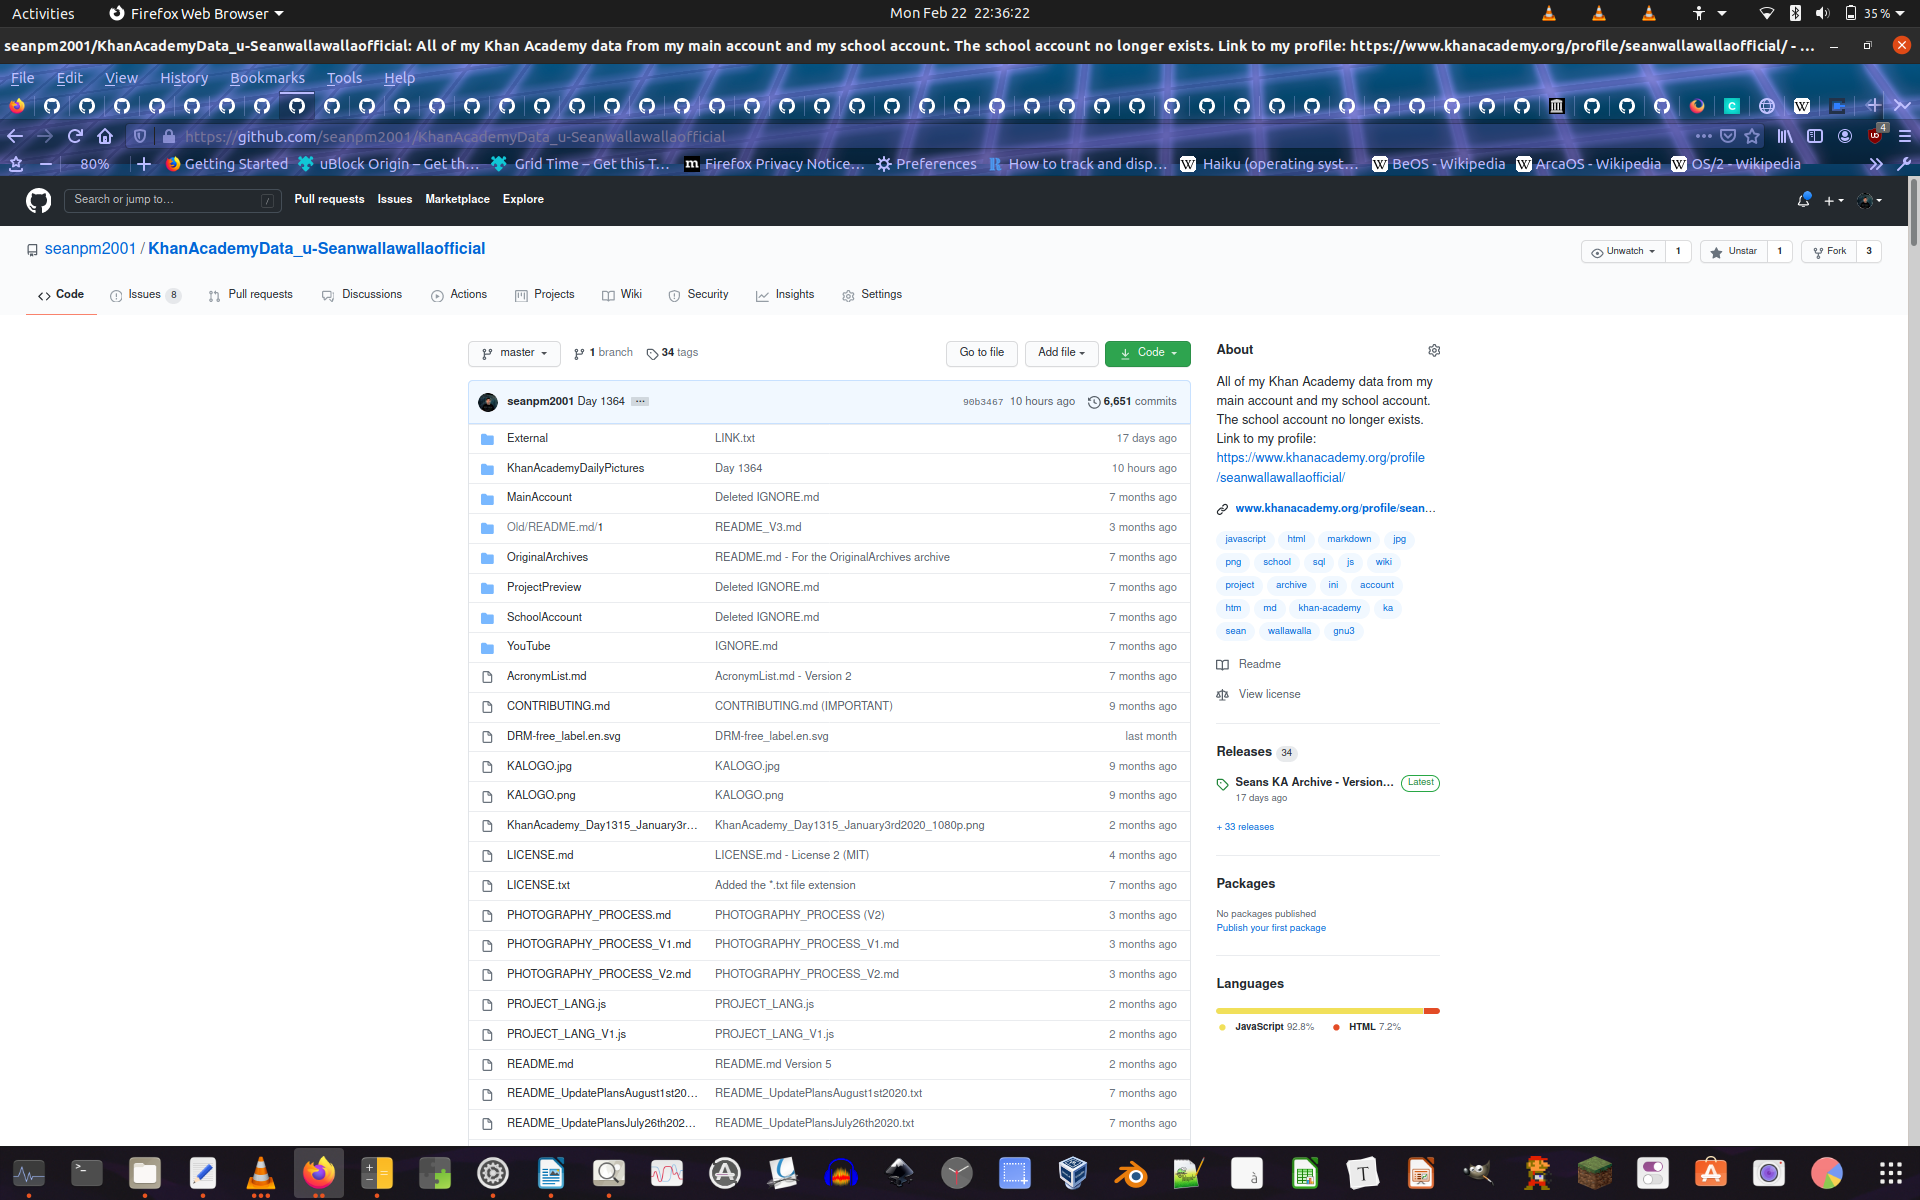 Activities Firefox Web Browser Mon Feb 22 22:36:22 35 %
seanpm2001/KhanAcademyData_u-Seanwallawallaofficial: All of my Khan Academy data from my main account and my school account. The school account no longer exists. Link to my profile: https://www.khanacademy.org/profile/seanwallawallaofficial/ - ...
File Edit View History Bookmarks Tools Help
https://github.com/seanpm2001/KhanAcademyData_u-Seanwallawallaofficial 4
80% Getting Started uBlock Origin – Get th… Grid Time – Get this T… Firefox Privacy Notice… Preferences How to track and disp… Haiku (operating syst… BeOS - Wikipedia ArcaOS - Wikipedia OS/2 - Wikipedia
Search or jump to… / Pull requests Issues Marketplace Explore
seanpm2001 / KhanAcademyData_u-Seanwallawallaofficial Unwatch 1 Unstar 1 Fork 3
Code Issues 8 Pull requests Discussions Actions Projects Wiki Security Insights Settings
master 1 branch 34 tags Go to file Add file Code
seanpm2001 Day 1364 … 90b3467 10 hours ago 6,651 commits
External LINK.txt 17 days ago
KhanAcademyDailyPictures Day 1364 10 hours ago
MainAccount Deleted IGNORE.md 7 months ago
Old/README.md/1 README_V3.md 3 months ago
OriginalArchives README.md - For the OriginalArchives archive 7 months ago
ProjectPreview Deleted IGNORE.md 7 months ago
SchoolAccount Deleted IGNORE.md 7 months ago
YouTube IGNORE.md 7 months ago
AcronymList.md AcronymList.md - Version 2 7 months ago
CONTRIBUTING.md CONTRIBUTING.md (IMPORTANT) 9 months ago
DRM-free_label.en.svg DRM-free_label.en.svg last month
KALOGO.jpg KALOGO.jpg 9 months ago
KALOGO.png KALOGO.png 9 months ago
KhanAcademy_Day1315_January3r… KhanAcademy_Day1315_January3rd2020_1080p.png 2 months ago
LICENSE.md LICENSE.md - License 2 (MIT) 4 months ago
LICENSE.txt Added the *.txt file extension 7 months ago
PHOTOGRAPHY_PROCESS.md PHOTOGRAPHY_PROCESS (V2) 3 months ago
PHOTOGRAPHY_PROCESS_V1.md PHOTOGRAPHY_PROCESS_V1.md 3 months ago
PHOTOGRAPHY_PROCESS_V2.md PHOTOGRAPHY_PROCESS_V2.md 3 months ago
PROJECT_LANG.js PROJECT_LANG.js 2 months ago
PROJECT_LANG_V1.js PROJECT_LANG_V1.js 2 months ago
README.md README.md Version 5 2 months ago
README_UpdatePlansAugust1st20… README_UpdatePlansAugust1st2020.txt 7 months ago
README_UpdatePlansJuly26th202… README_UpdatePlansJuly26th2020.txt 7 months ago
About
All of my Khan Academy data from my
main account and my school account.
The school account no longer exists.
Link to my profile:
https://www.khanacademy.org/profile
/seanwallawallaofficial/
www.khanacademy.org/profile/sean…
javascript html markdown jpg
png school sql js wiki
project archive ini account
htm md khan-academy ka
sean wallawalla gnu3
Readme
View license
Releases 34
Seans KA Archive - Version… Latest
17 days ago
+ 33 releases
Packages
No packages published
Publish your first package
Languages
JavaScript 92.8% HTML 7.2%